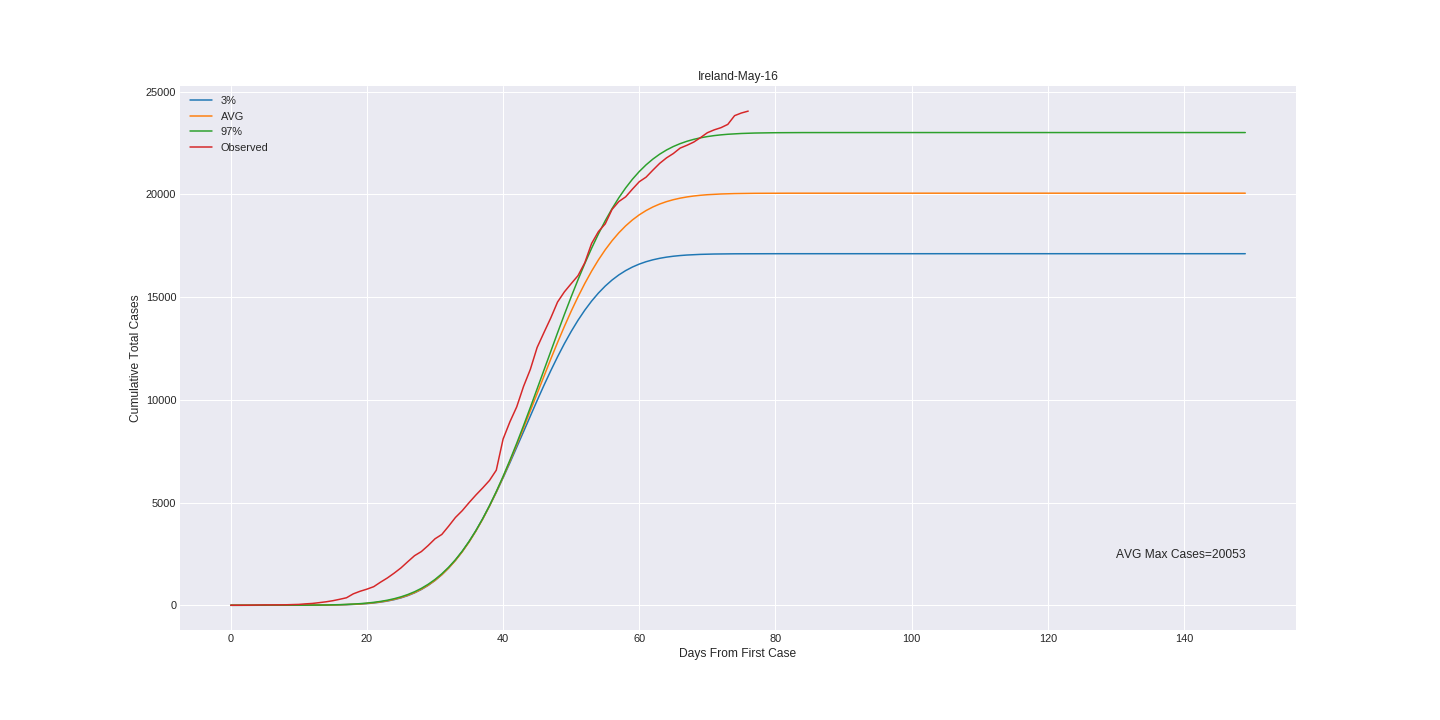 Ireland-May-16
25000
20000
15000
10000
5000
0
Cumulative Total Cases
3%
AVG
97%
Observed
AVG Max Cases=20053
0 20 40 60 80 100 120 140
Days From First Case